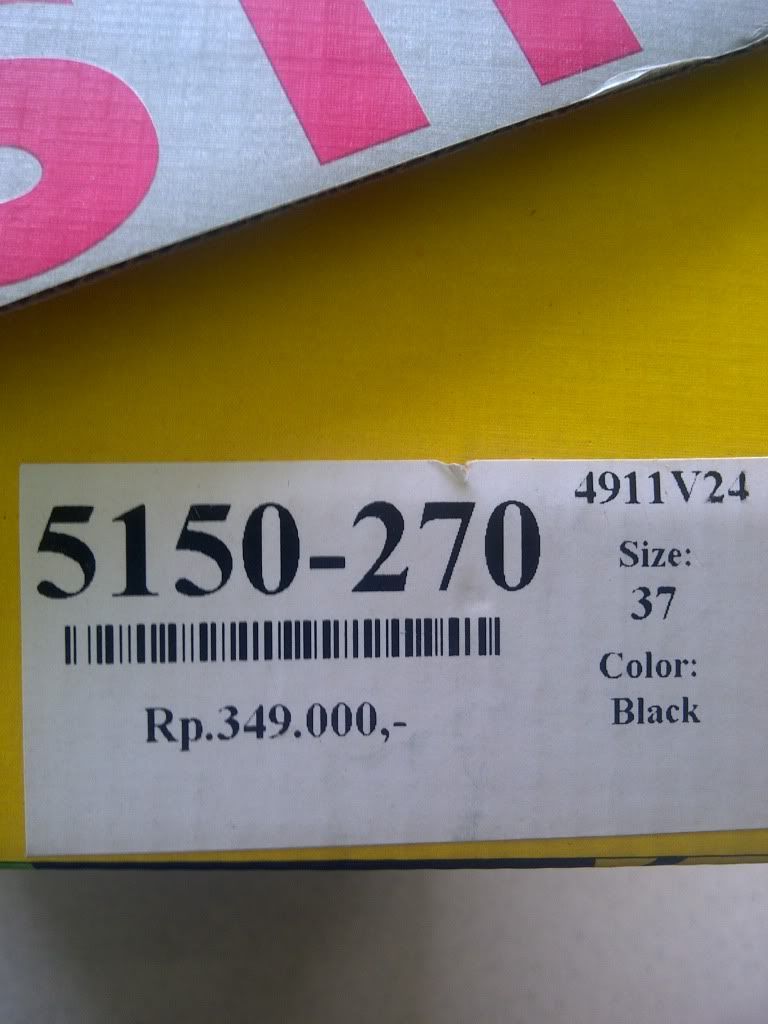 5150-270
Rp.349.000,-
4911V24
Size:
37
Color:
Black